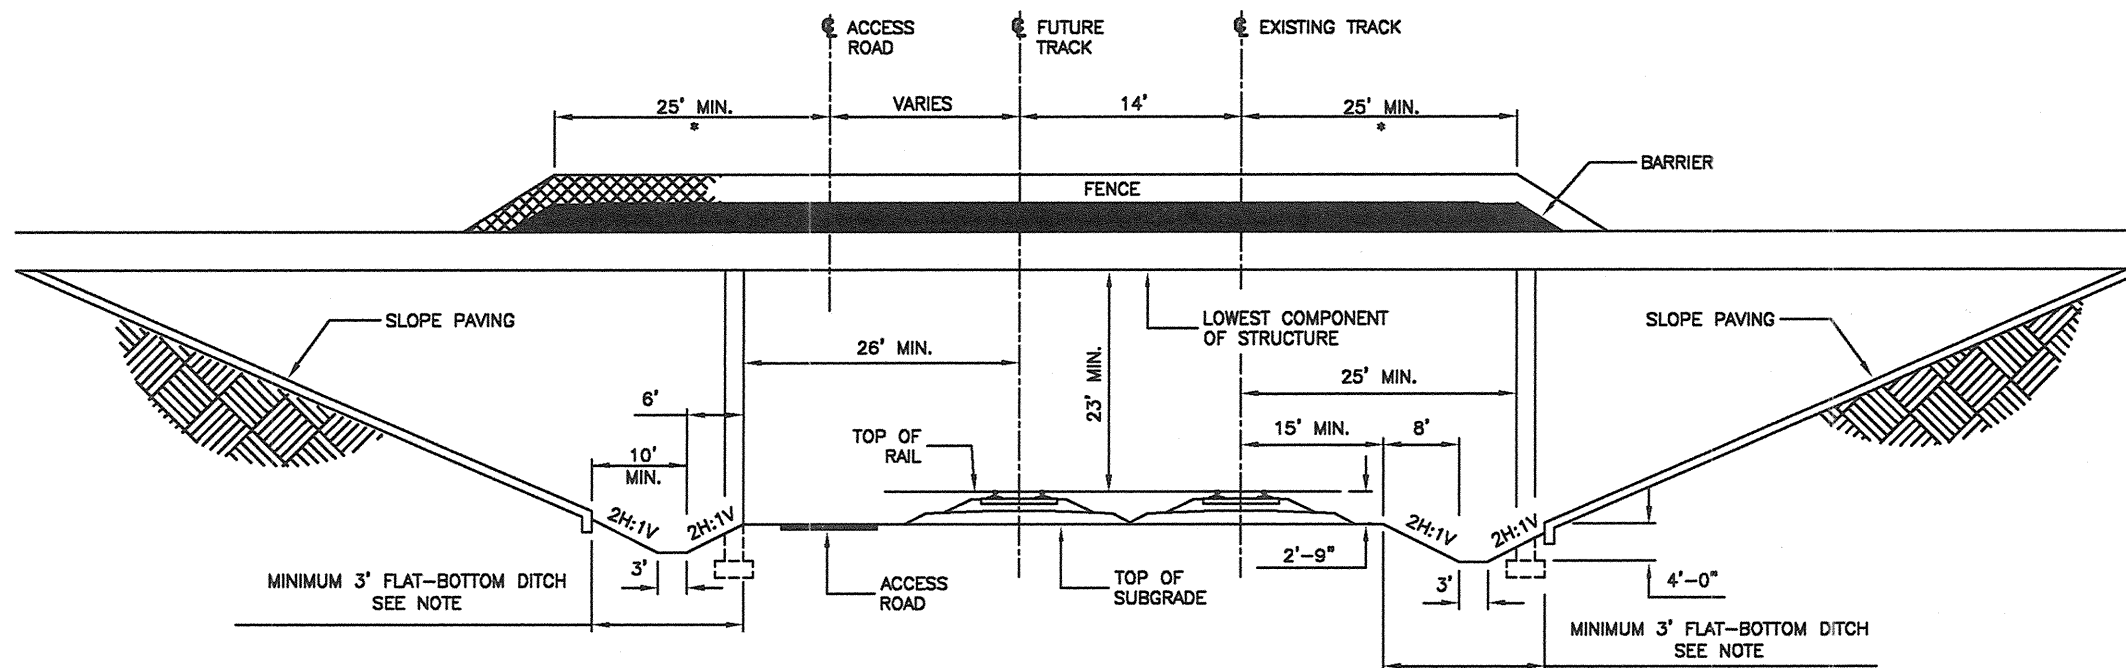 ℄ ACCESS
ROAD
℄ FUTURE
TRACK
℄ EXISTING TRACK
25' MIN.
*
VARIES
14'
25' MIN.
*
BARRIER
FENCE
SLOPE PAVING
LOWEST COMPONENT
OF STRUCTURE
SLOPE PAVING
26' MIN.
23' MIN.
25' MIN.
6'
15' MIN.
8'
TOP OF
RAIL
10'
MIN.
2H:1V
2H:1V
2H:1V
2H:1V
3'
2'-9"
3'
4'-0"
MINIMUM 3' FLAT-BOTTOM DITCH
SEE NOTE
ACCESS
ROAD
TOP OF
SUBGRADE
MINIMUM 3' FLAT-BOTTOM DITCH
SEE NOTE